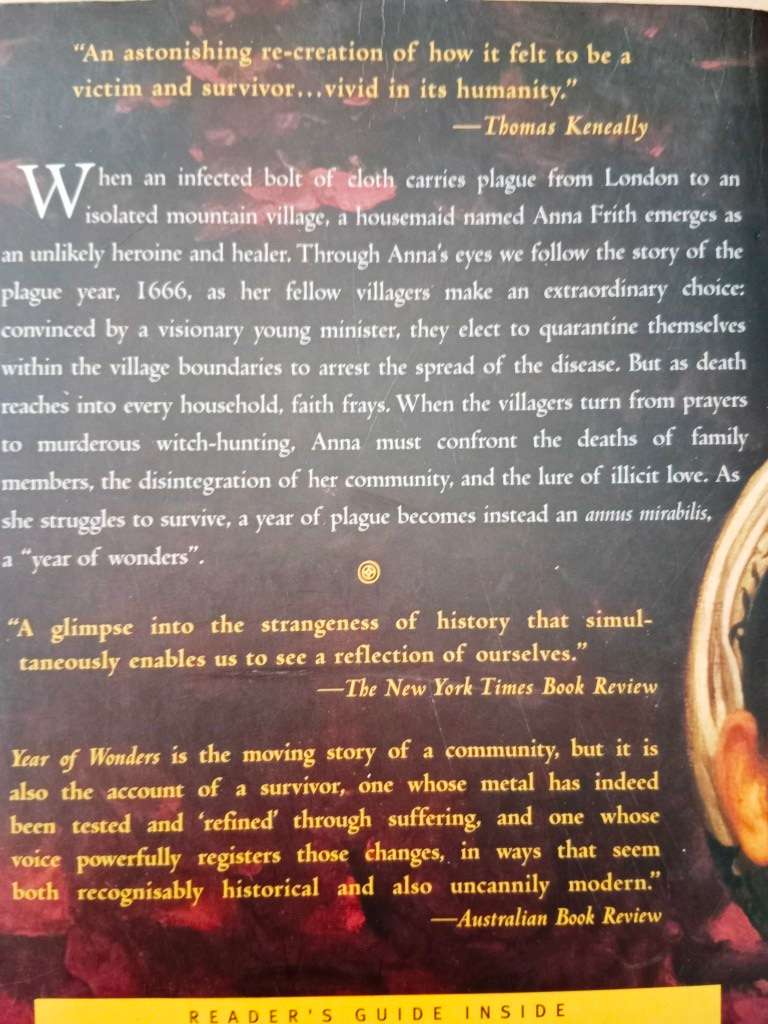 “An astonishing re-creation of how it felt to be a
victim and survivor...vivid in its humanity.”
—Thomas Keneally
When an infected bolt of cloth carries plague from London to an
isolated mountain village, a housemaid named Anna Frith emerges as
an unlikely heroine and healer. Through Anna's eyes we follow the story of the
plague year, 1666, as her fellow villagers make an extraordinary choice:
convinced by a visionary young minister, they elect to quarantine themselves
within the village boundaries to arrest the spread of the disease. But as death
reaches into every household, faith frays. When the villagers turn from prayers
to murderous witch-hunting, Anna must confront the deaths of family
members, the disintegration of her community, and the lure of illicit love. As
she struggles to survive, a year of plague becomes instead an annus mirabilis,
a “year of wonders”.
“A glimpse into the strangeness of history that simul-
taneously enables us to see a reflection of ourselves.”
—The New York Times Book Review
Year of Wonders is the moving story of a community, but it is
also the account of a survivor, one whose metal has indeed
been tested and ‘refined’ through suffering, and one whose
voice powerfully registers those changes, in ways that seem
both recognisably historical and also uncannily modern.”
—Australian Book Review
READER'S GUIDE INSIDE